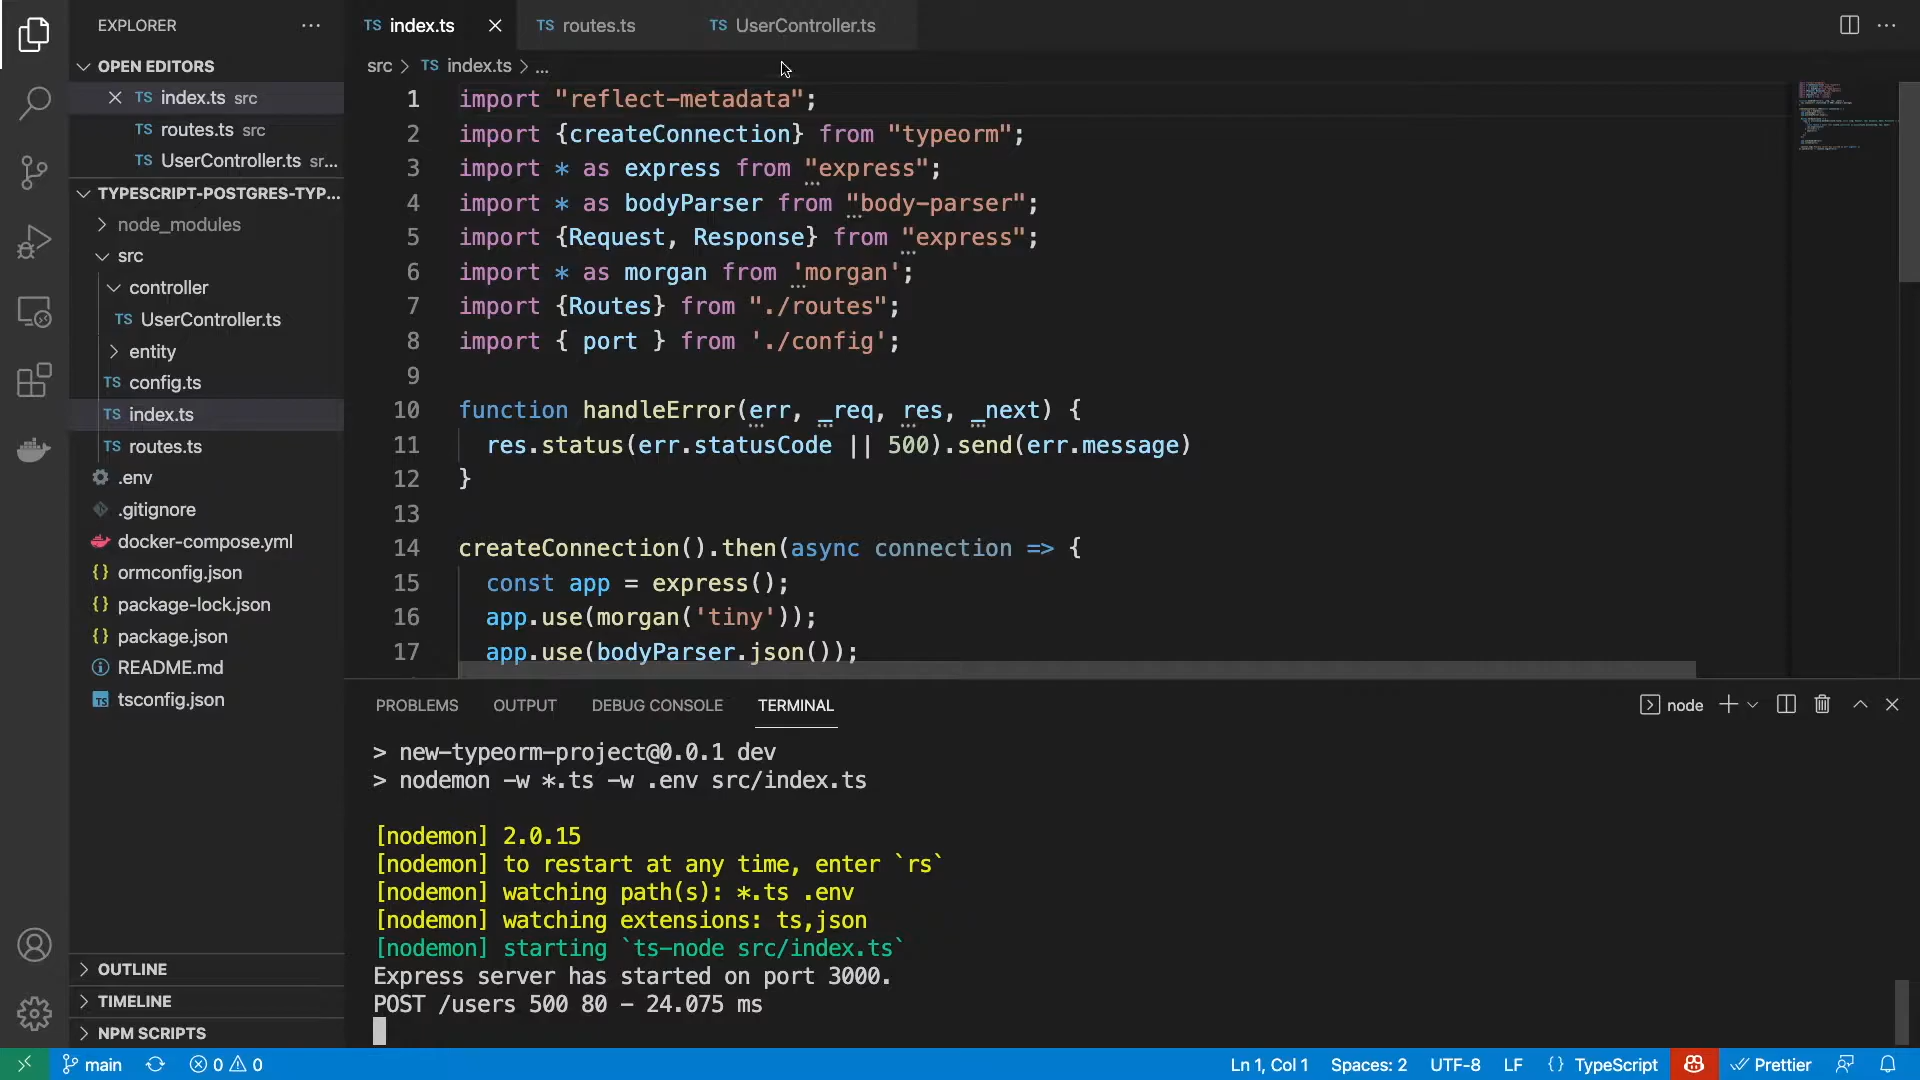 EXPLORER
OPEN EDITORS
TS index.ts src
TS routes.ts src
TS UserController.ts sr...
TYPESCRIPT-POSTGRES-TYP...
node_modules
src
controller
TS UserController.ts
entity
TS config.ts
TS index.ts
TS routes.ts
.env
.gitignore
docker-compose.yml
{} ormconfig.json
{} package-lock.json
{} package.json
README.md
TS tsconfig.json
OUTLINE
TIMELINE
NPM SCRIPTS
TS index.ts
TS routes.ts
TS UserController.ts
src > TS index.ts > ...
1 import "reflect-metadata";
2 import {createConnection} from "typeorm";
3 import * as express from "express";
4 import * as bodyParser from "body-parser";
5 import {Request, Response} from "express";
6 import * as morgan from 'morgan';
7 import {Routes} from "./routes";
8 import { port } from './config';
9
10 function handleError(err, _req, res, _next) {
11 res.status(err.statusCode || 500).send(err.message)
12 }
13
14 createConnection().then(async connection => {
15 const app = express();
16 app.use(morgan('tiny'));
17 app.use(bodyParser.json());
PROBLEMS OUTPUT DEBUG CONSOLE TERMINAL
node
> new-typeorm-project@0.0.1 dev
> nodemon -w *.ts -w .env src/index.ts
[nodemon] 2.0.15
[nodemon] to restart at any time, enter `rs`
[nodemon] watching path(s): *.ts .env
[nodemon] watching extensions: ts,json
[nodemon] starting `ts-node src/index.ts`
Express server has started on port 3000.
POST /users 500 80 - 24.075 ms
main 0 0 Ln 1, Col 1 Spaces: 2 UTF-8 LF {} TypeScript Prettier